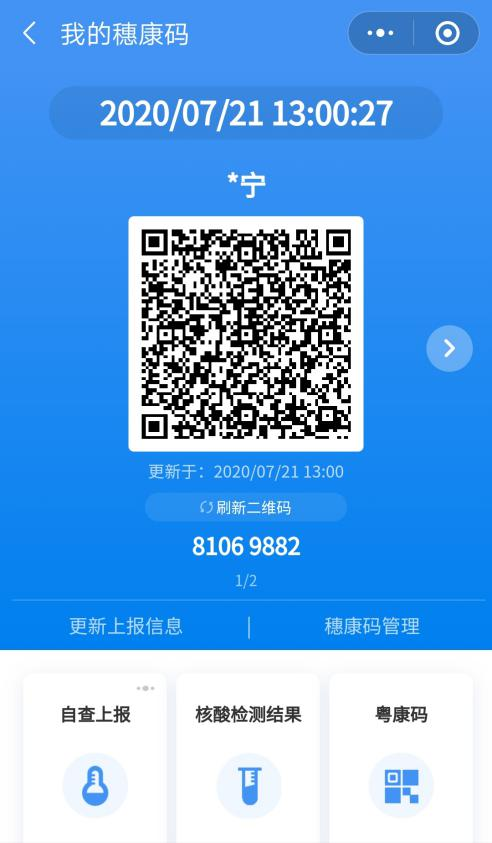 我的穗康码
2020/07/21 13:00:27
*宁
更新于：2020/07/21 13:00
刷新二维码
8106 9882
1/2
更新上报信息 | 穗康码管理
自查上报 核酸检测结果 粤康码